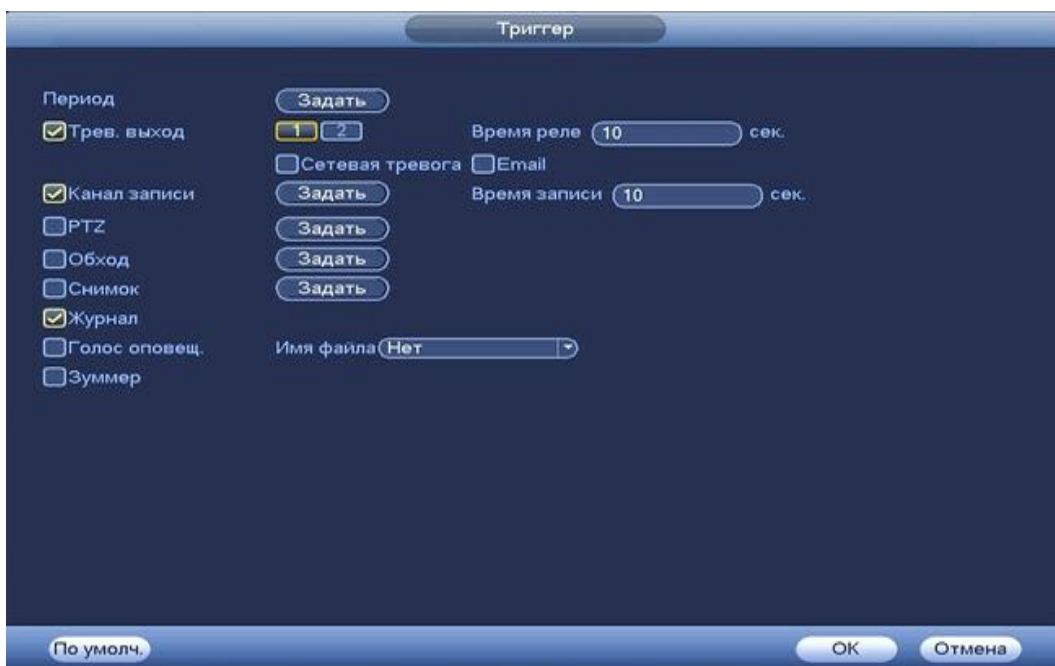 Триггер
Период Задать
Трев. выход 1 2 Время реле 10 сек.
Сетевая тревога Email
Канал записи Задать Время записи 10 сек.
PTZ Задать
Обход Задать
Снимок Задать
Журнал
Голос оповещ. Имя файла Нет
Зуммер
По умолч. OK Отмена